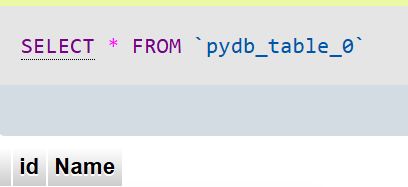 SELECT * FROM `pydb_table_0`
id Name